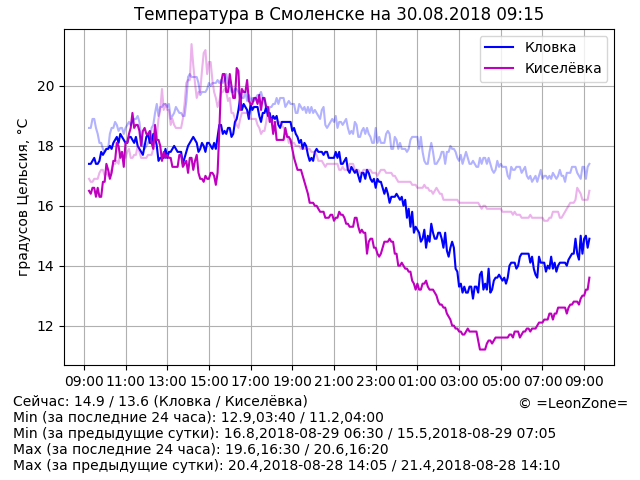 Температура в Смоленске на 30.08.2018 09:15
Кловка
Киселёвка
градусов Цельсия, °C
20
18
16
14
12
09:00 11:00 13:00 15:00 17:00 19:00 21:00 23:00 01:00 03:00 05:00 07:00 09:00
Сейчас: 14.9 / 13.6 (Кловка / Киселёвка)
© =LeonZone=
Min (за последние 24 часа): 12.9,03:40 / 11.2,04:00
Min (за предыдущие сутки): 16.8,2018-08-29 06:30 / 15.5,2018-08-29 07:05
Max (за последние 24 часа): 19.6,16:30 / 20.6,16:20
Max (за предыдущие сутки): 20.4,2018-08-28 14:05 / 21.4,2018-08-28 14:10